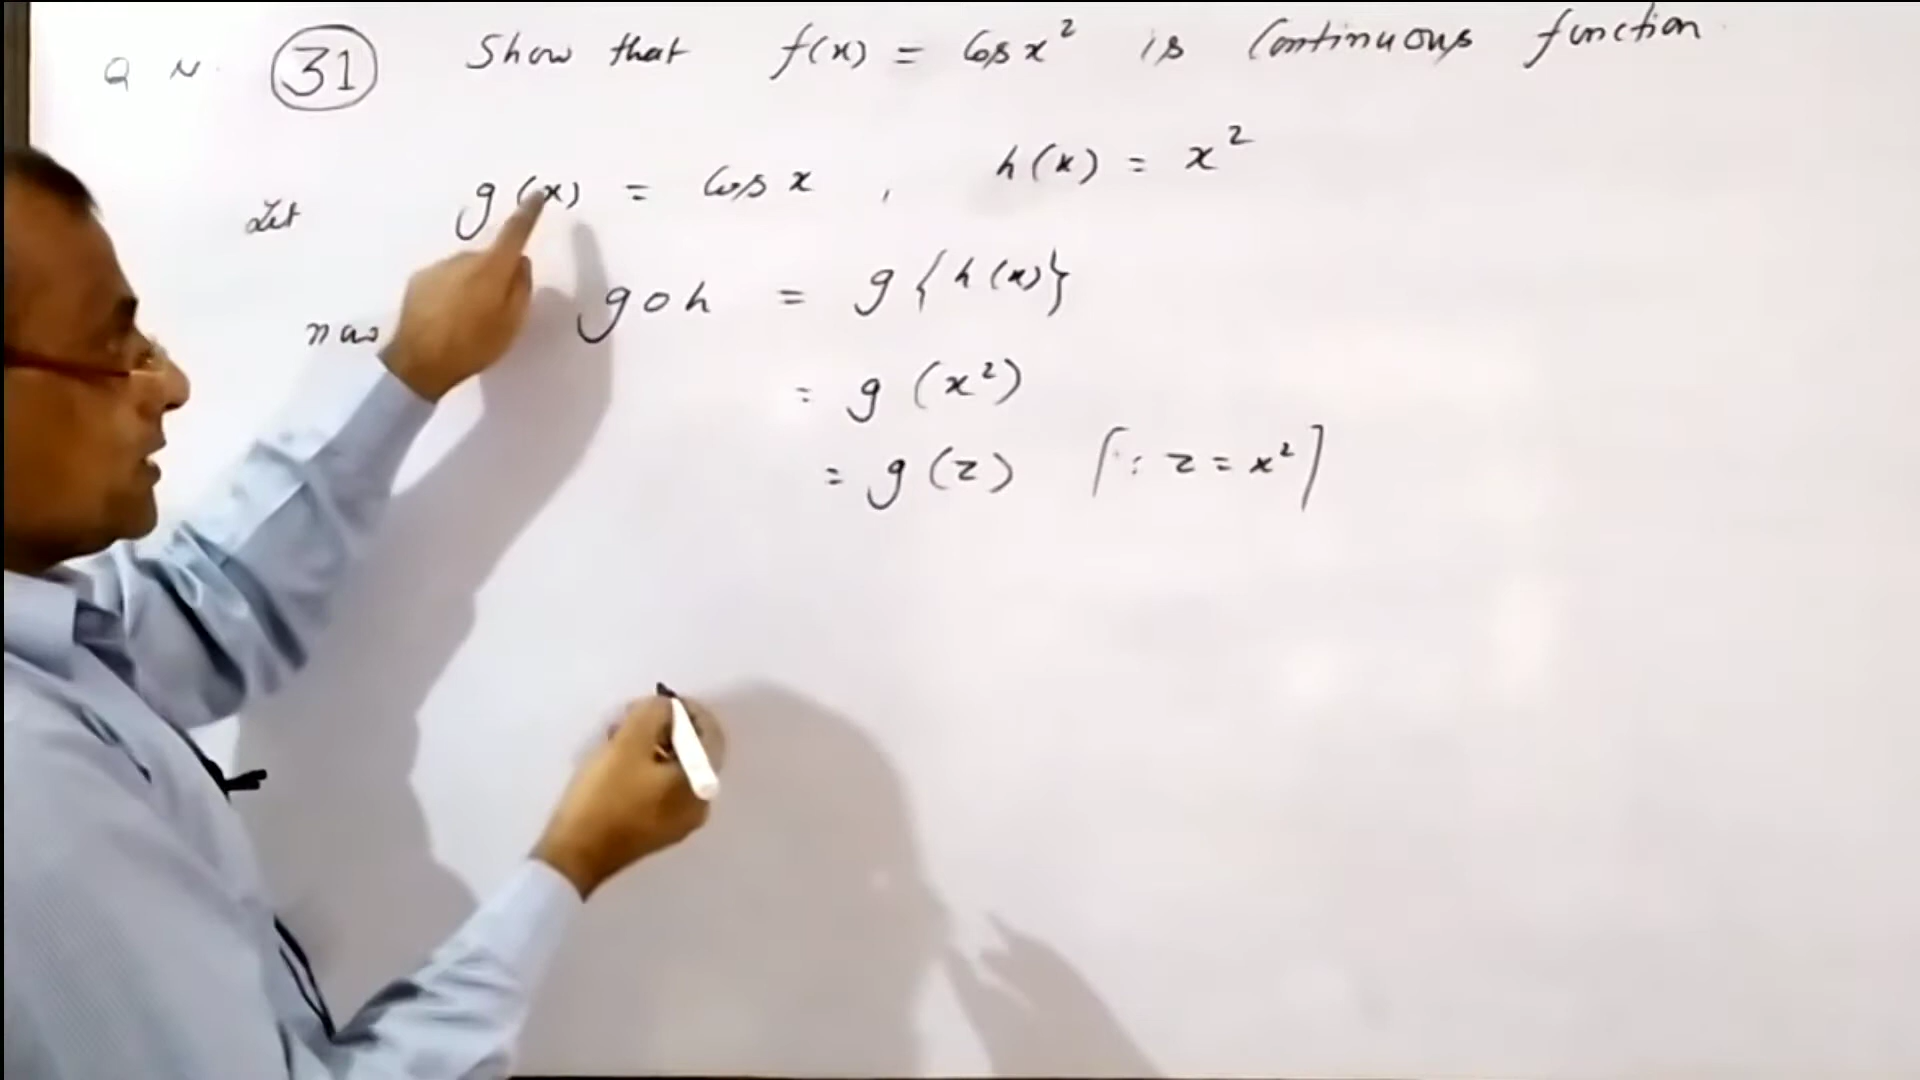 Q N. 31 Show that f(x) = Cos x² is Continuous function
Let g(x) = Cos x , h(x) = x²
now goh = g{h(x)}
= g (x²)
= g (z) [∵ z = x²]